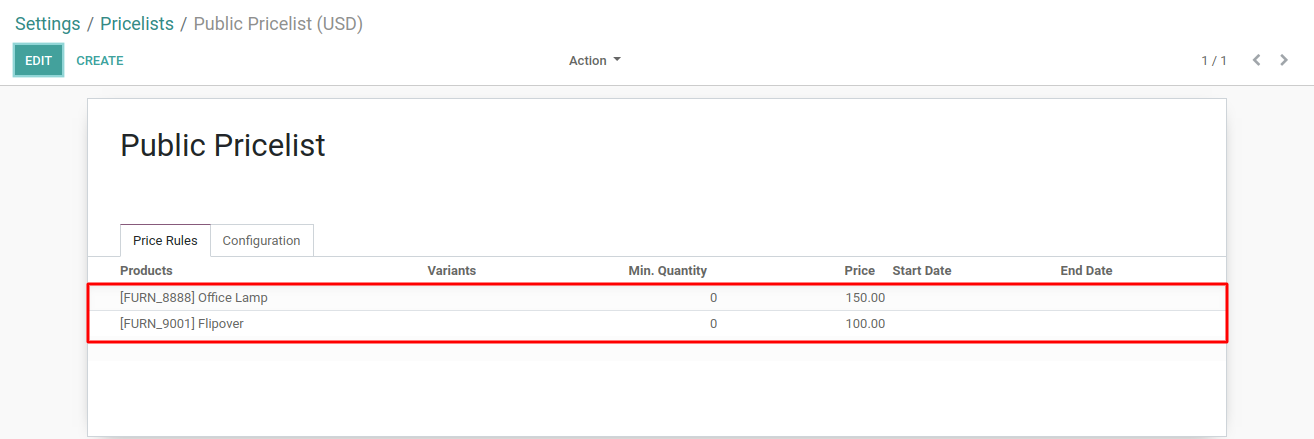 Settings / Pricelists / Public Pricelist (USD)
EDIT CREATE Action 1 / 1
Public Pricelist
Price Rules Configuration
Products Variants Min. Quantity Price Start Date End Date
[FURN_8888] Office Lamp 0 150.00
[FURN_9001] Flipover 0 100.00